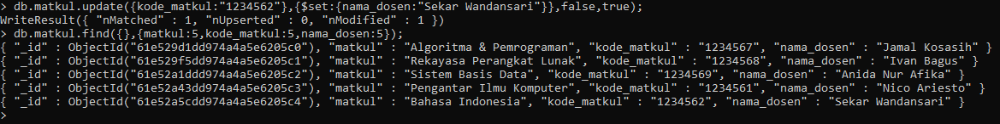 > db.matkul.update({kode_matkul:"1234562"},{$set:{nama_dosen:"Sekar Wandansari"}},false,true);
WriteResult({ "nMatched" : 1, "nUpserted" : 0, "nModified" : 1 })
> db.matkul.find({},{matkul:5,kode_matkul:5,nama_dosen:5});
{ "_id" : ObjectId("61e529d1dd974a4a5e6205c0"), "matkul" : "Algoritma & Pemrograman", "kode_matkul" : "1234567", "nama_dosen" : "Jamal Kosasih" }
{ "_id" : ObjectId("61e529f5dd974a4a5e6205c1"), "matkul" : "Rekayasa Perangkat Lunak", "kode_matkul" : "1234568", "nama_dosen" : "Ivan Bagus" }
{ "_id" : ObjectId("61e52a1ddd974a4a5e6205c2"), "matkul" : "Sistem Basis Data", "kode_matkul" : "1234569", "nama_dosen" : "Anida Nur Afika" }
{ "_id" : ObjectId("61e52a43dd974a4a5e6205c3"), "matkul" : "Pengantar Ilmu Komputer", "kode_matkul" : "1234561", "nama_dosen" : "Nico Ariesto" }
{ "_id" : ObjectId("61e52a5cdd974a4a5e6205c4"), "matkul" : "Bahasa Indonesia", "kode_matkul" : "1234562", "nama_dosen" : "Sekar Wandansari" }
>